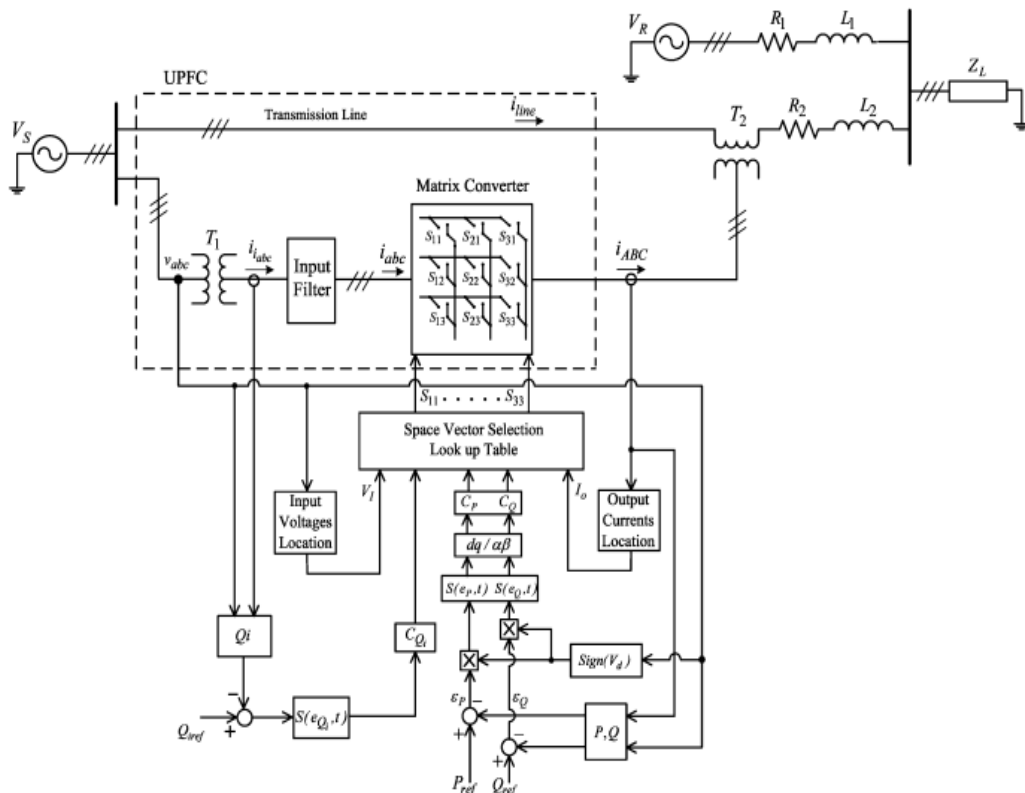 V_R
R_1
L_1
UPFC
Z_L
Transmission Line
i_line
T_2
R_2
L_2
V_S
Matrix Converter
v_abc
T_1
i_i_abc
Input
Filter
i_abc
S_11
S_21
S_31
S_12
S_22
S_32
S_13
S_23
S_33
i_ABC
S_11 . . . . . S_33
Space Vector Selection
Look up Table
V_I
I_o
Input
Voltages
Location
C_P
C_Q
Output
Currents
Location
dq / αβ
S(e_P,t)
S(e_Q,t)
Qi
C_Q_i
Sign(V_d)
ε_P
ε_Q
−
−
−
Q_iref
+
S(e_Q_i,t)
+
+
P,Q
P_ref
Q_ref